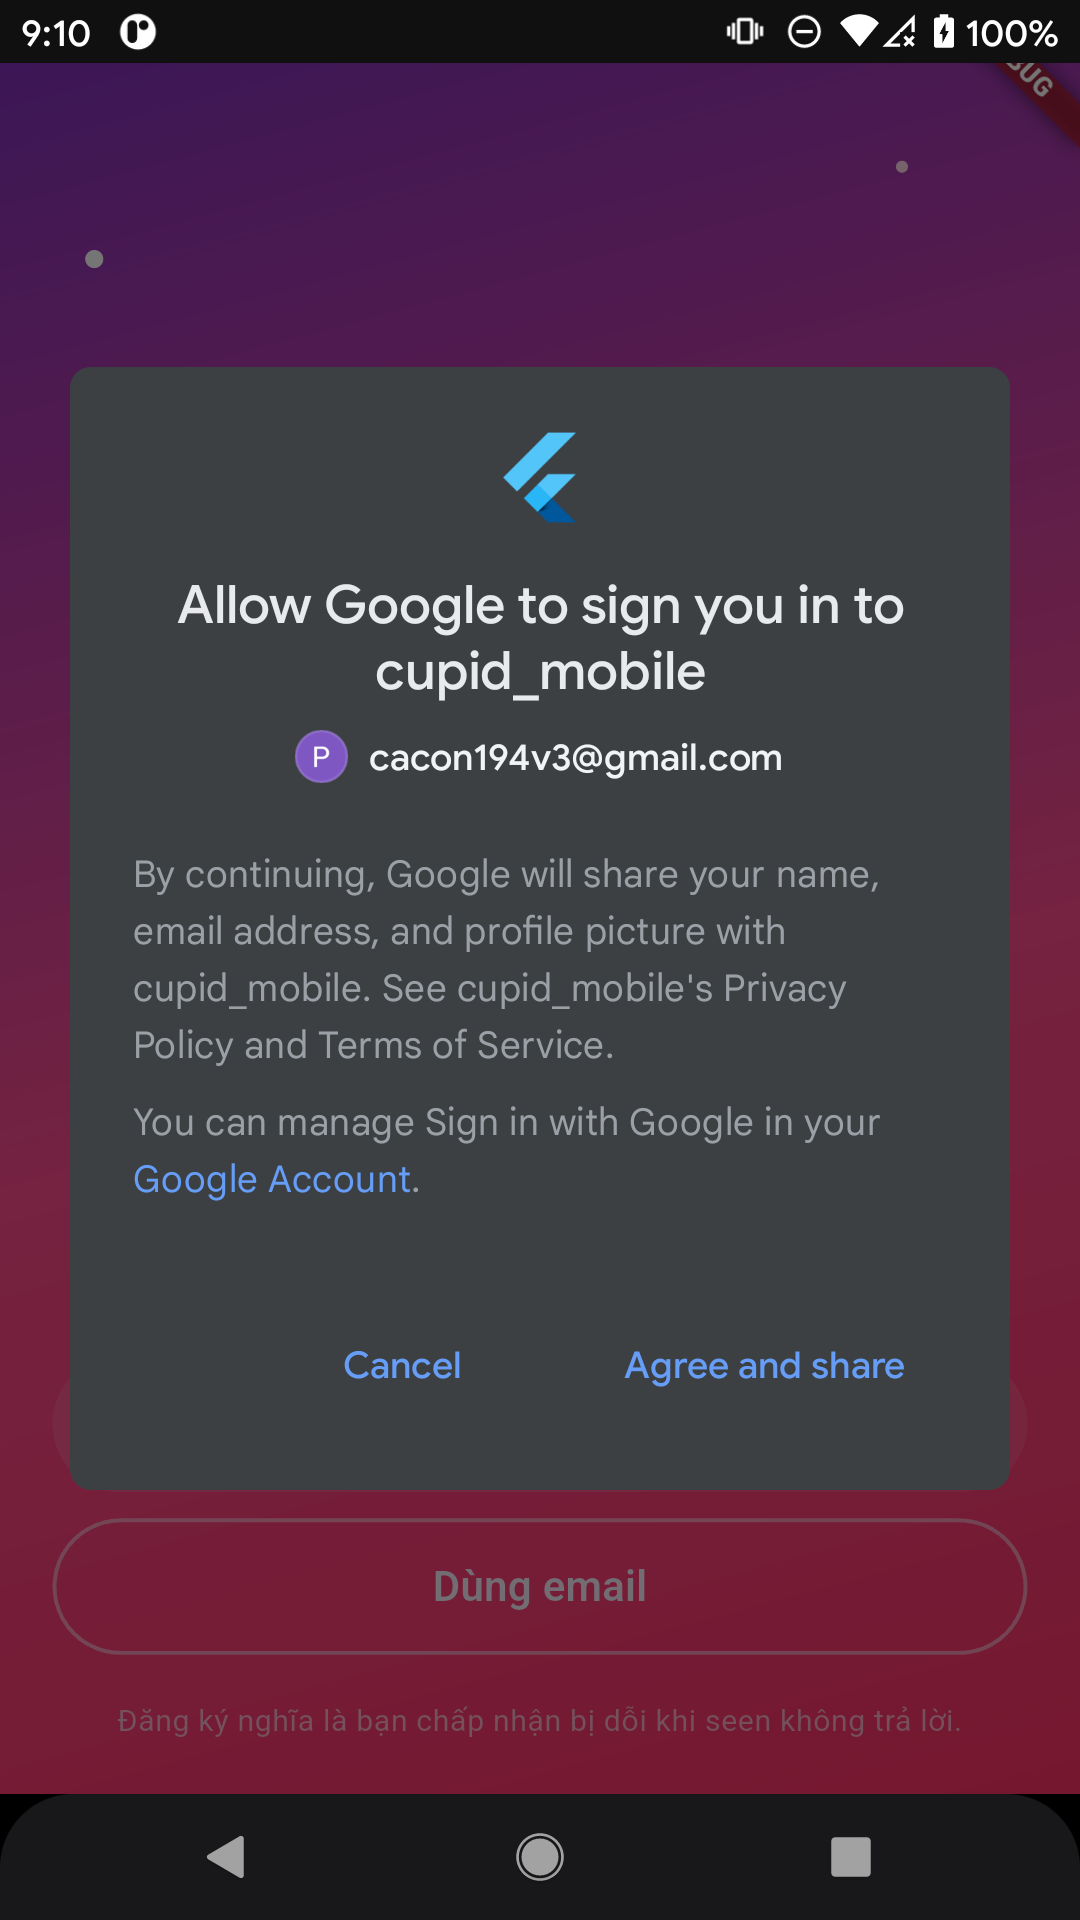 9:10
100%
Allow Google to sign you in to
cupid_mobile
P
cacon194v3@gmail.com
By continuing, Google will share your name,
email address, and profile picture with
cupid_mobile. See cupid_mobile's Privacy
Policy and Terms of Service.
You can manage Sign in with Google in your
Google Account.
Cancel
Agree and share
Dùng email
Đăng ký nghĩa là bạn chấp nhận bị dỗi khi seen không trả lời.